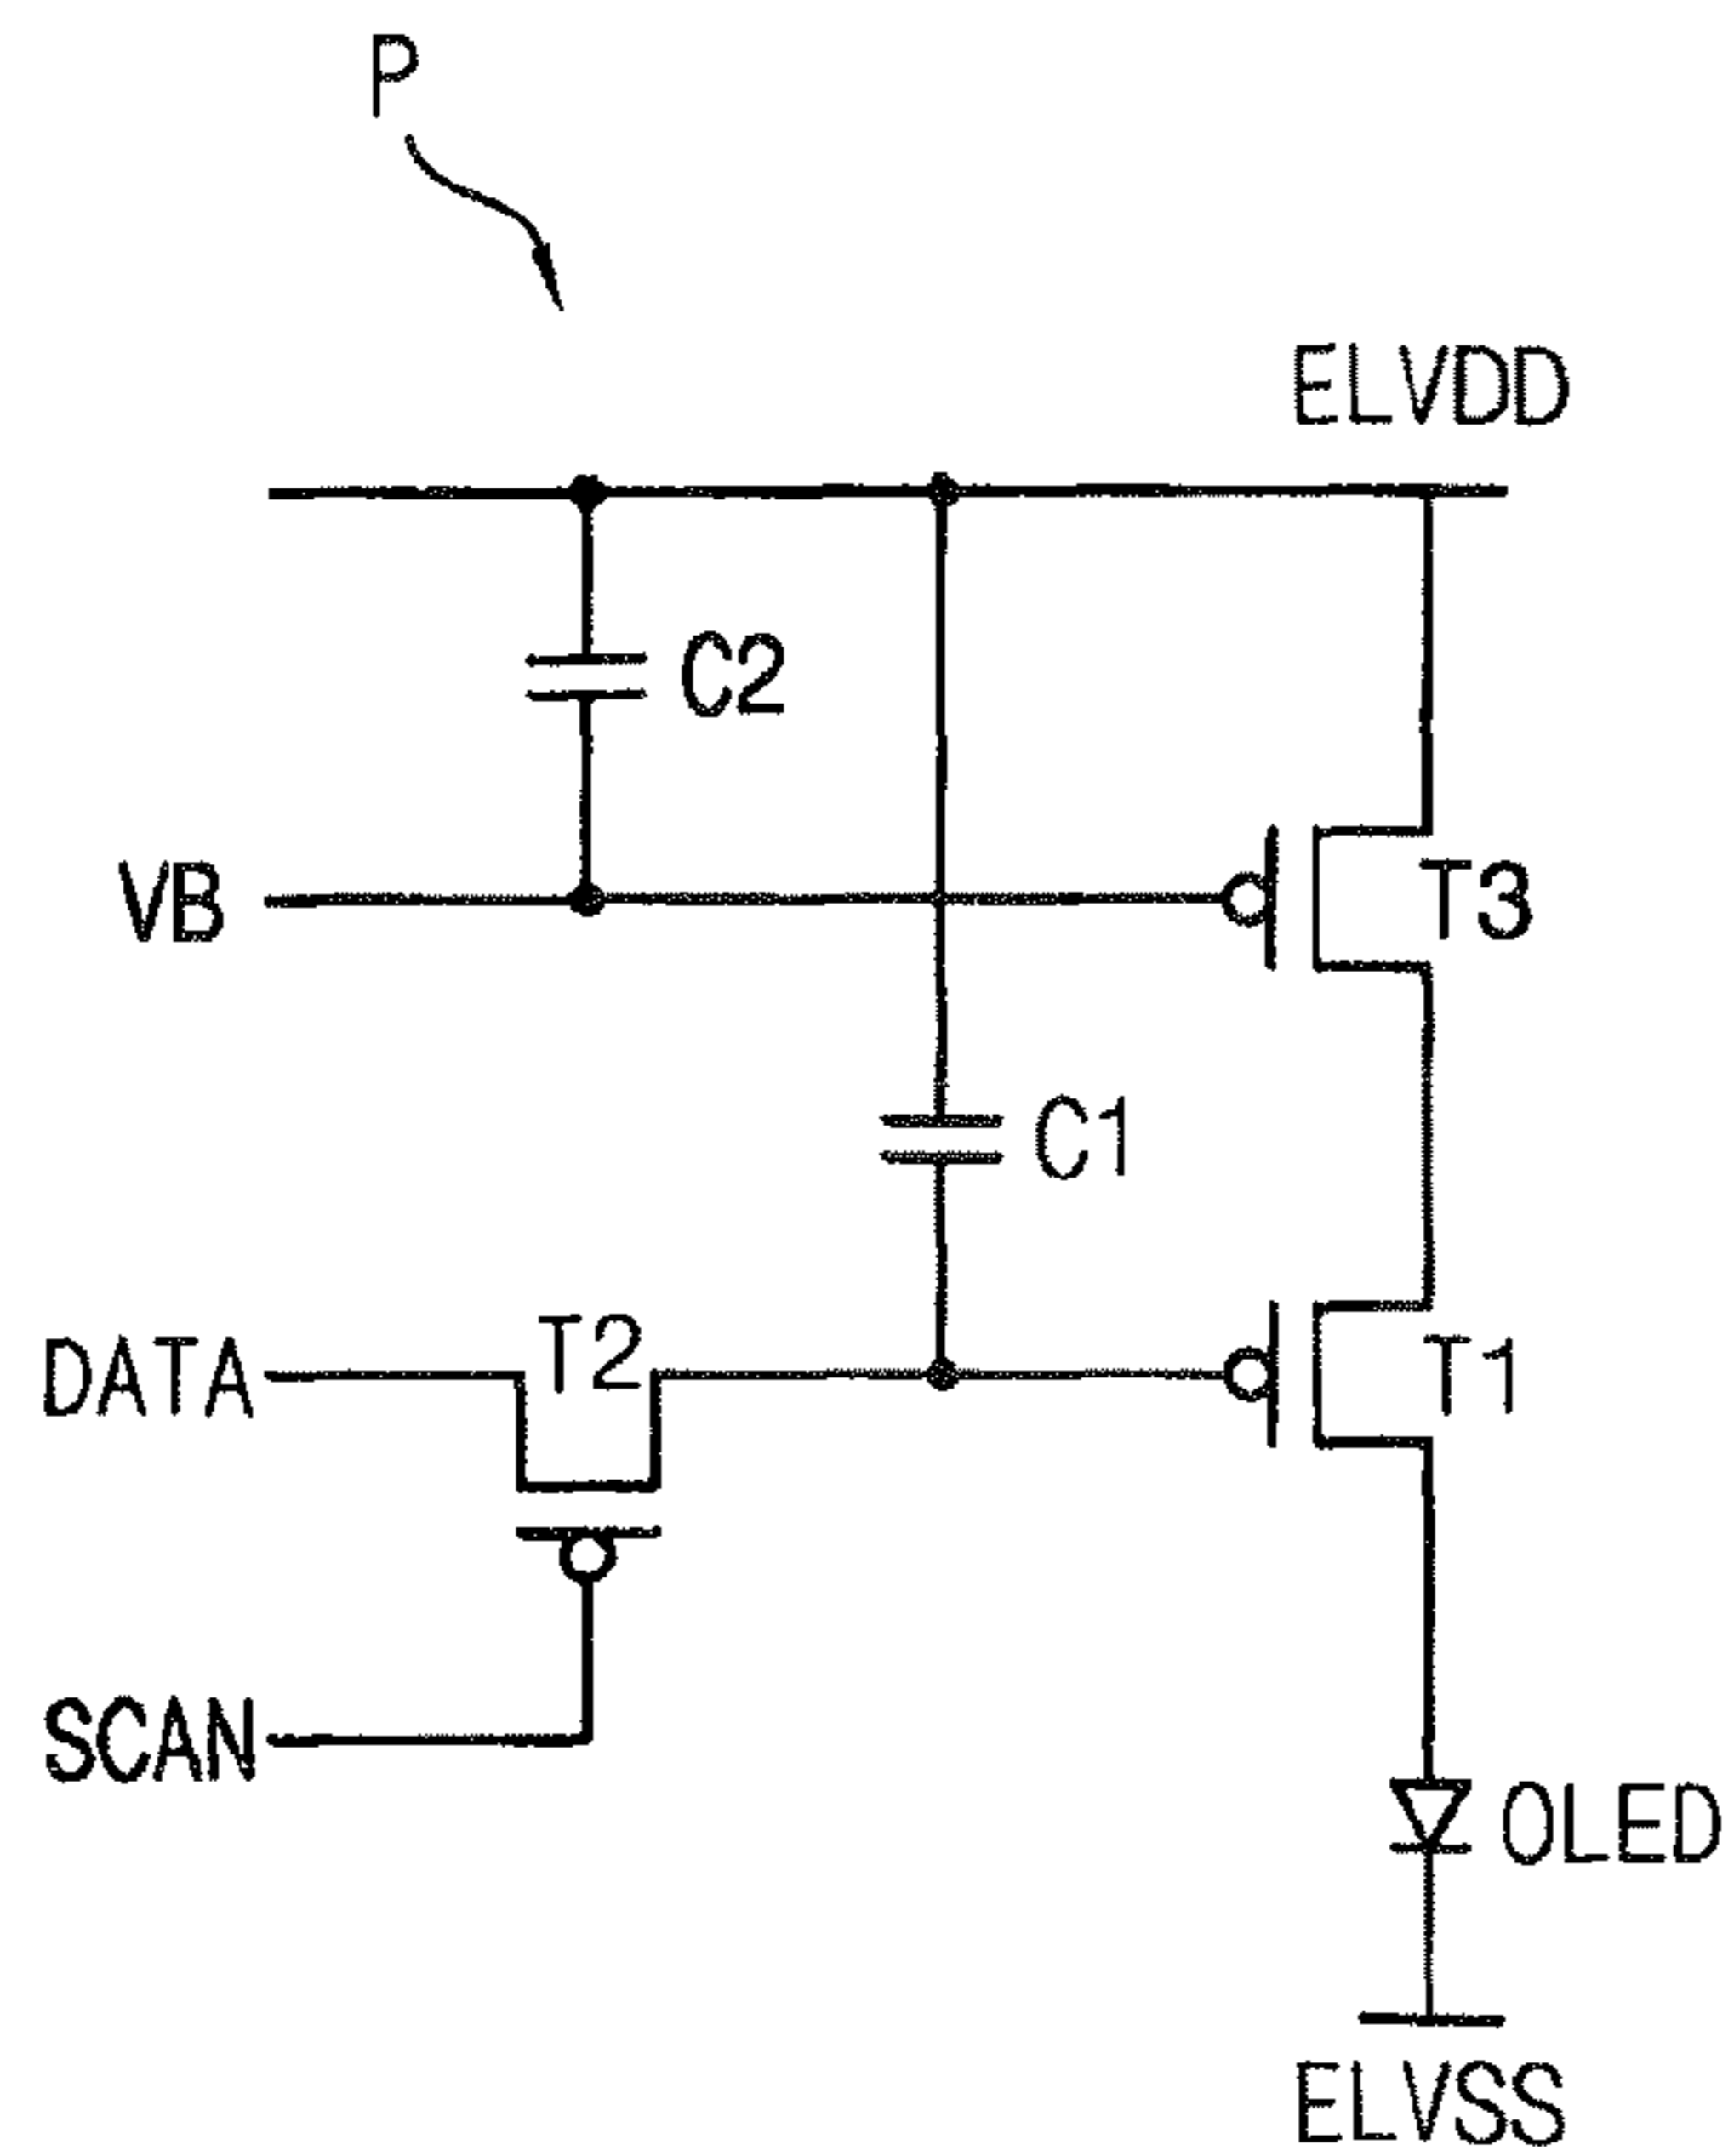 P
ELVDD
C2
VB
T3
C1
DATA
T2
T1
SCAN
OLED
ELVSS